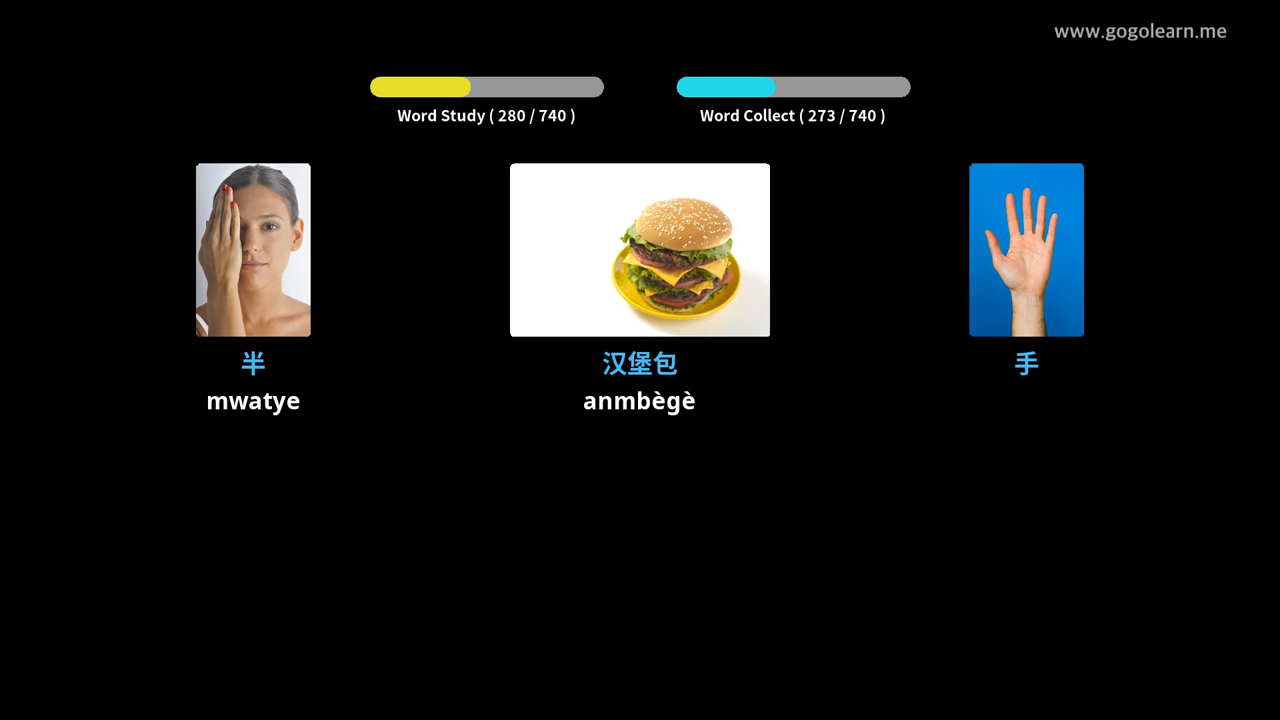 www.gogolearn.me
Word Study ( 280 / 740 )
Word Collect ( 273 / 740 )
半
汉堡包
手
mwatye
anmbègè